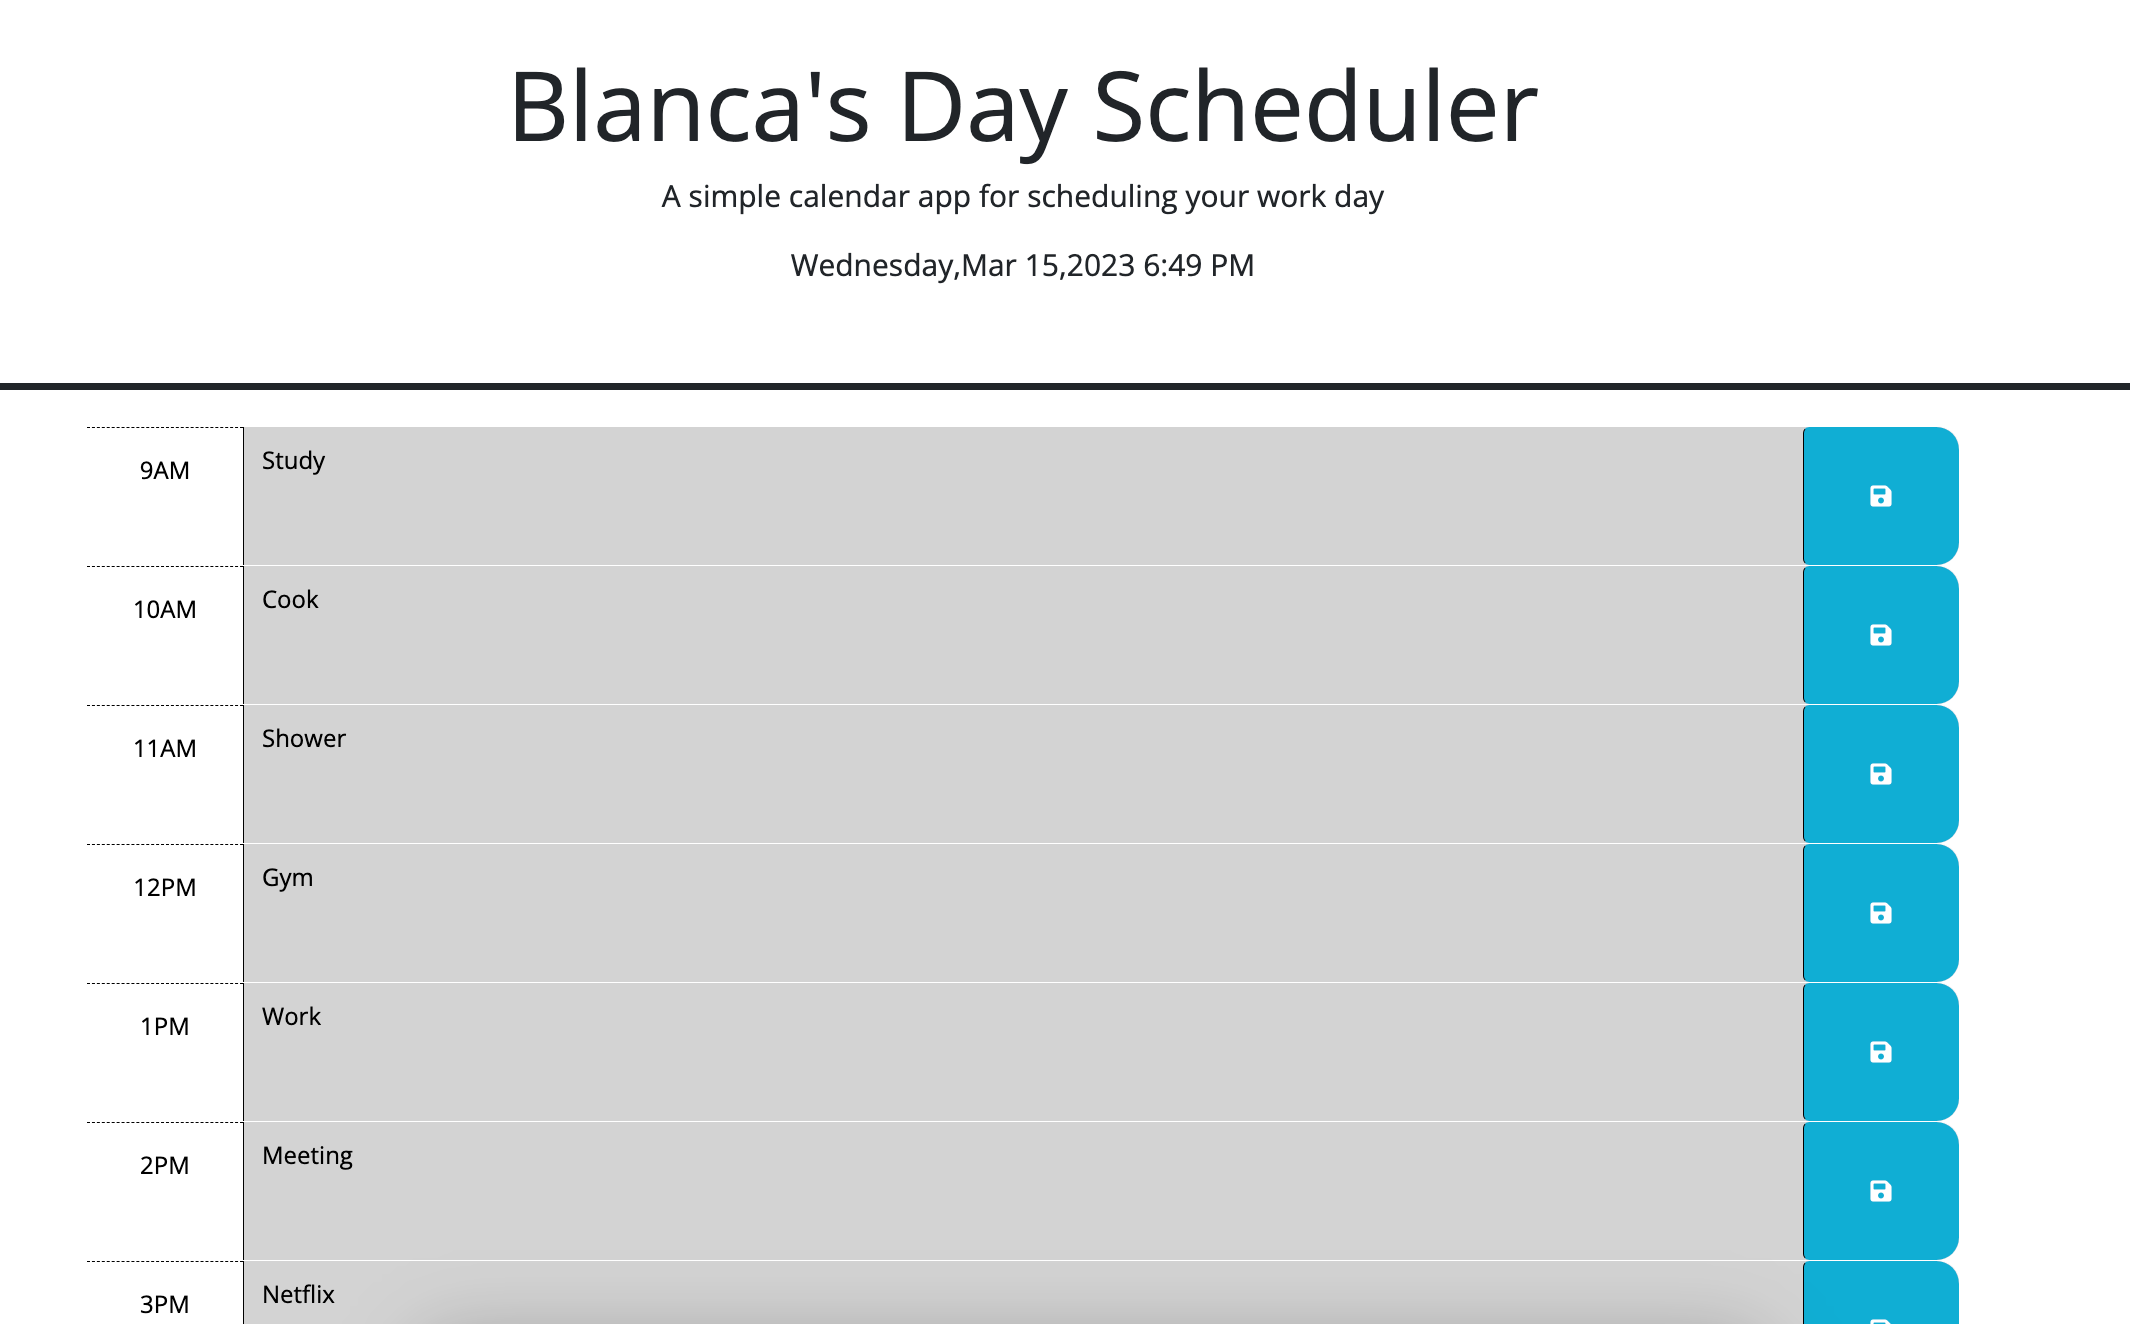 Blanca's Day Scheduler
A simple calendar app for scheduling your work day
Wednesday,Mar 15,2023 6:49 PM
9AM Study
10AM Cook
11AM Shower
12PM Gym
1PM Work
2PM Meeting
3PM Netflix